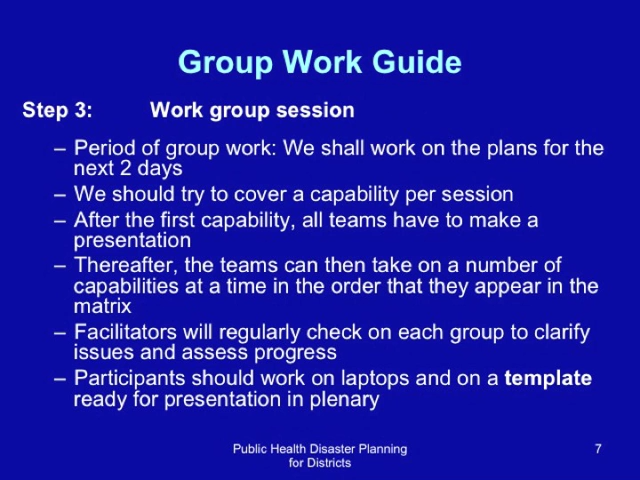 Group Work Guide
Step 3: Work group session
– Period of group work: We shall work on the plans for the
next 2 days
– We should try to cover a capability per session
– After the first capability, all teams have to make a
presentation
– Thereafter, the teams can then take on a number of
capabilities at a time in the order that they appear in the
matrix
– Facilitators will regularly check on each group to clarify
issues and assess progress
– Participants should work on laptops and on a template
ready for presentation in plenary
Public Health Disaster Planning
for Districts
7